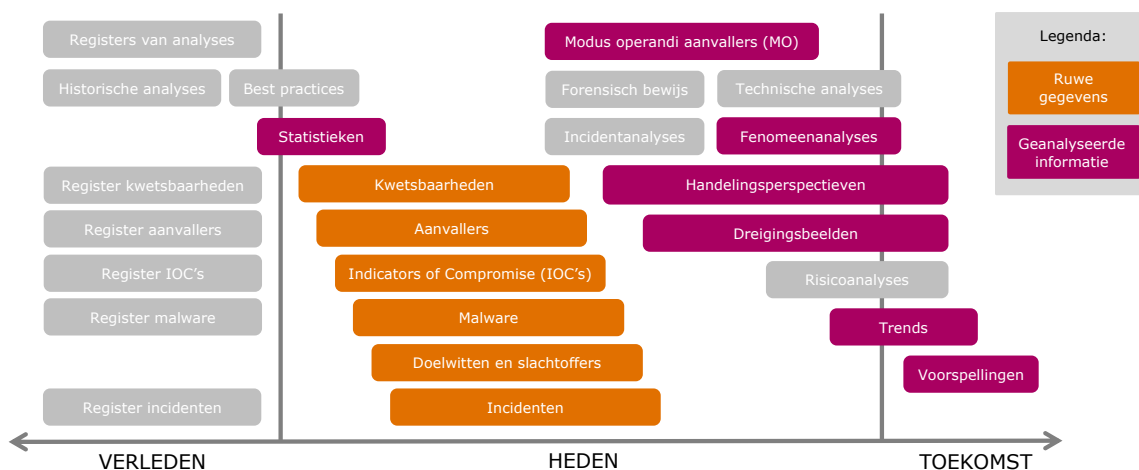 Registers van analyses
Modus operandi aanvallers (MO)
Legenda:
Historische analyses
Best practices
Forensisch bewijs
Technische analyses
Ruwe
gegevens
Statistieken
Incidentanalyses
Fenomeenanalyses
Geanalyseerde
informatie
Register kwetsbaarheden
Kwetsbaarheden
Handelingsperspectieven
Register aanvallers
Aanvallers
Dreigingsbeelden
Register IOC's
Indicators of Compromise (IOC's)
Risicoanalyses
Register malware
Malware
Trends
Doelwitten en slachtoffers
Voorspellingen
Register incidenten
Incidenten
VERLEDEN
HEDEN
TOEKOMST